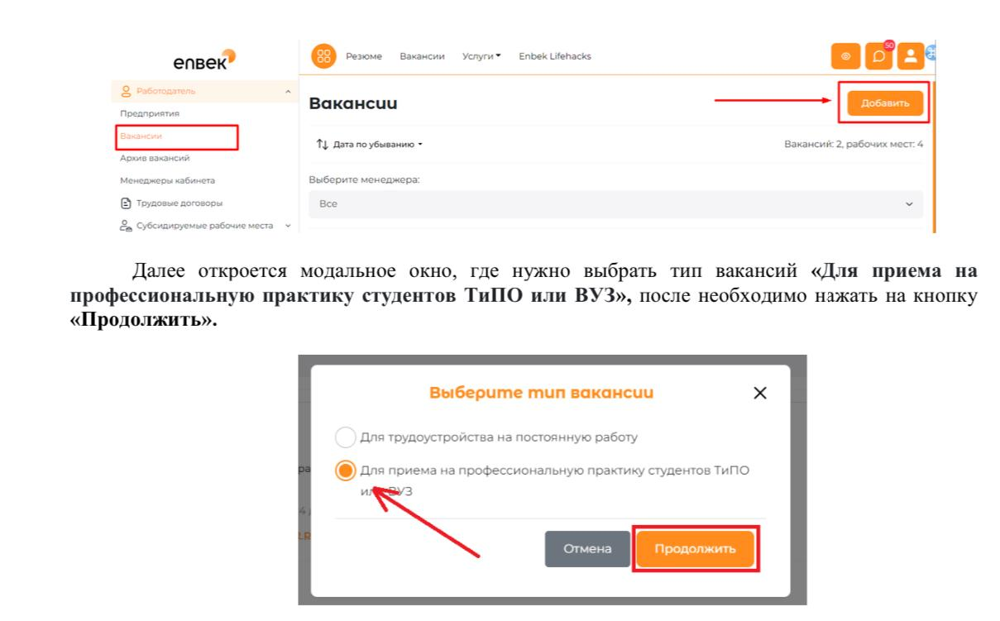 enbek
Резюме Вакансии Услуги Enbek Lifehacks
50
Работодатель
Предприятия
Вакансии
Архив вакансий
Менеджеры кабинета
Трудовые договоры
Субсидируемые рабочие места
Вакансии
Добавить
Дата по убыванию
Вакансий: 2, рабочих мест: 4
Выберите менеджера:
Все
Далее откроется модальное окно, где нужно выбрать тип вакансий «Для приема на
профессиональную практику студентов ТиПО или ВУЗ», после необходимо нажать на кнопку
«Продолжить».
Выберите тип вакансии
Для трудоустройства на постоянную работу
Для приема на профессиональную практику студентов ТиПО
или ВУЗ
Отмена
Продолжить